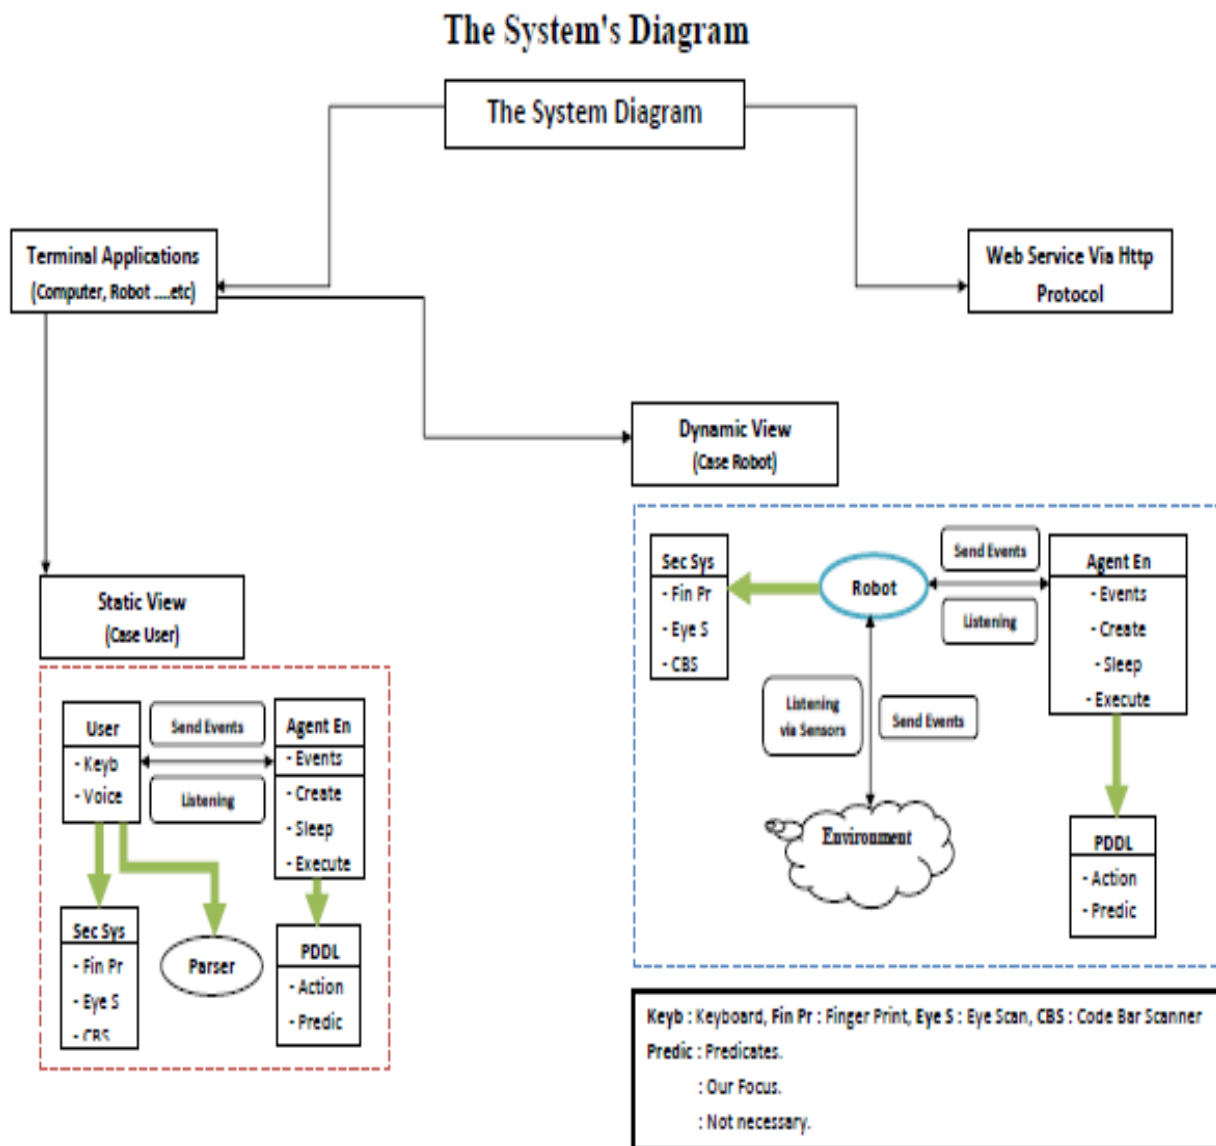 The System's Diagram
The System Diagram
Terminal Applications
(Computer, Robot ....etc)
Web Service Via Http
Protocol
Dynamic View
(Case Robot)
Static View
(Case User)
Sec Sys
- Fin Pr
- Eye S
- CBS
Robot
Send Events
Listening
Agent En
- Events
- Create
- Sleep
- Execute
Listening
via Sensors
Send Events
Environment
PDDL
- Action
- Predic
User
- Keyb
- Voice
Send Events
Listening
Agent En
- Events
- Create
- Sleep
- Execute
Sec Sys
- Fin Pr
- Eye S
- CBS
Parser
PDDL
- Action
- Predic
Keyb : Keyboard, Fin Pr : Finger Print, Eye S : Eye Scan, CBS : Code Bar Scanner
Predic : Predicates.
: Our Focus.
: Not necessary.